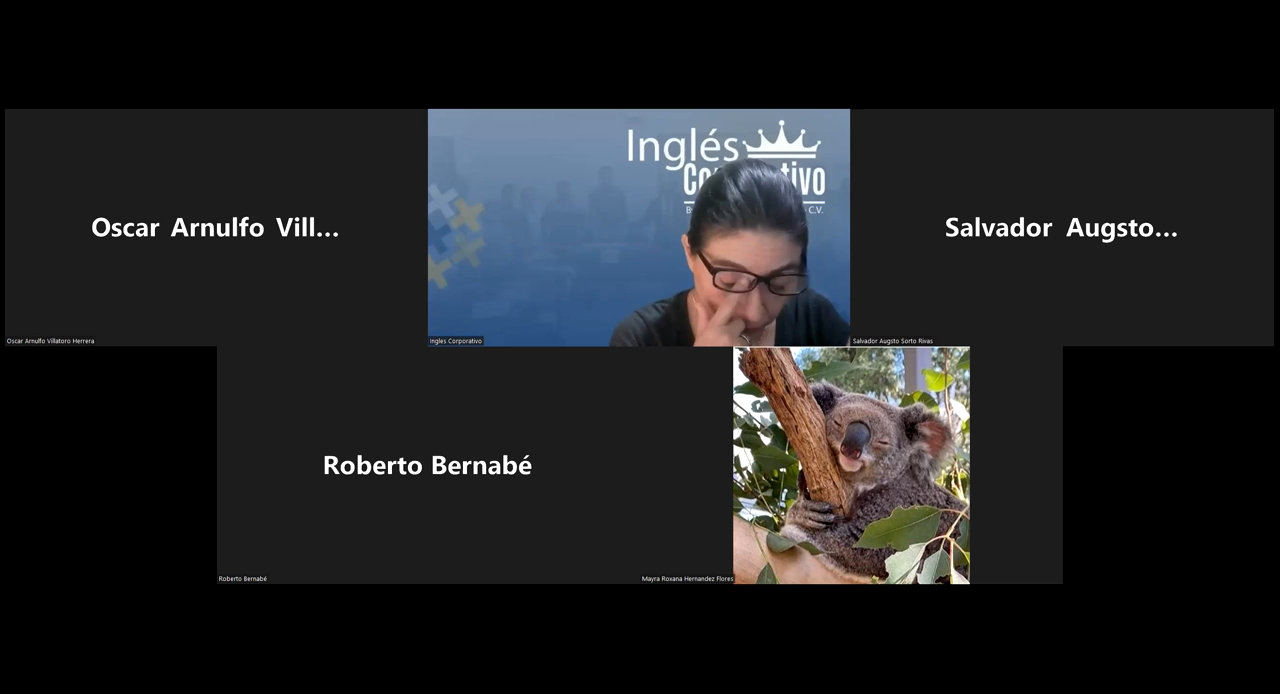 Inglés
Oscar Arnulfo Vill...
Salvador Augsto...
C.V.
Oscar Arnulfo Villatoro Herrera
Ingles Corporativo
Salvador Augsto Sorto Rivas
Roberto Bernabé
Roberto Bernabé
Mayra Roxana Hernandez Flores